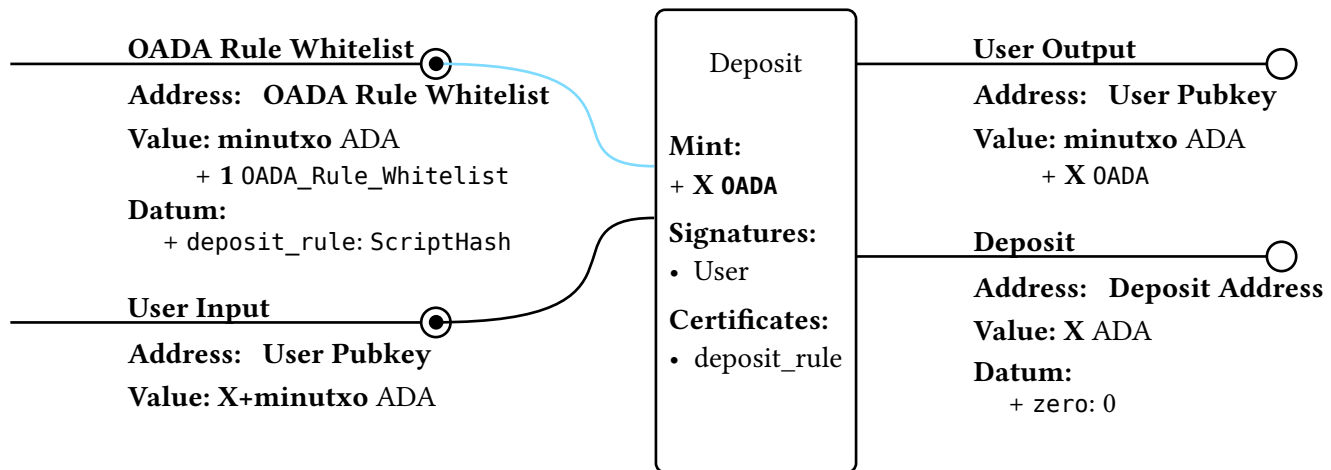 OADA Rule Whitelist
Address: OADA Rule Whitelist
Value: minutxo ADA
+ 1 OADA_Rule_Whitelist
Datum:
+ deposit_rule: ScriptHash
User Input
Address: User Pubkey
Value: X+minutxo ADA
Deposit
Mint:
+ X OADA
Signatures:
• User
Certificates:
• deposit_rule
User Output
Address: User Pubkey
Value: minutxo ADA
+ X OADA
Deposit
Address: Deposit Address
Value: X ADA
Datum:
+ zero: 0